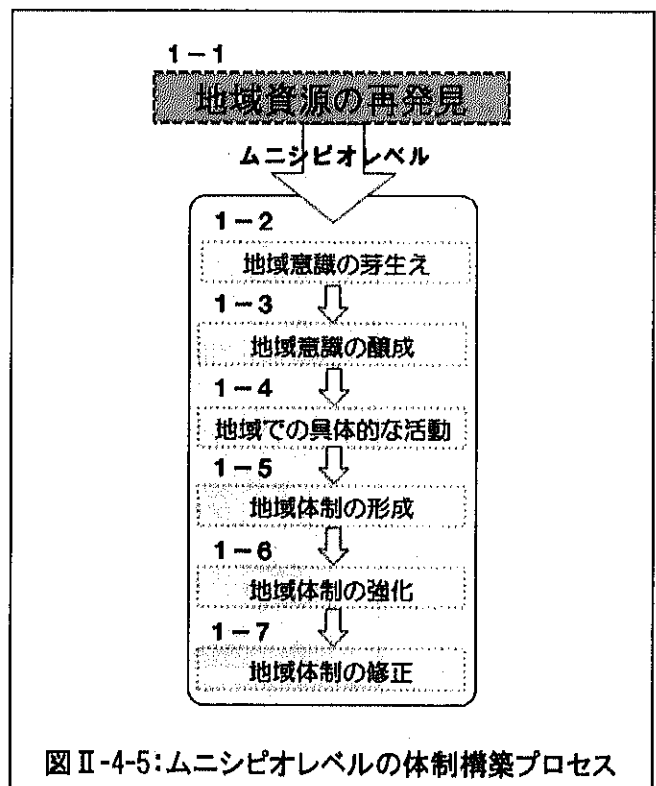 1－1
地域資源の再発見
ムニシピオレベル
1－2
地域意識の芽生え
1－3
地域意識の醸成
1－4
地域での具体的な活動
1－5
地域体制の形成
1－6
地域体制の強化
1－7
地域体制の修正
図Ⅱ-4-5：ムニシピオレベルの体制構築プロセス